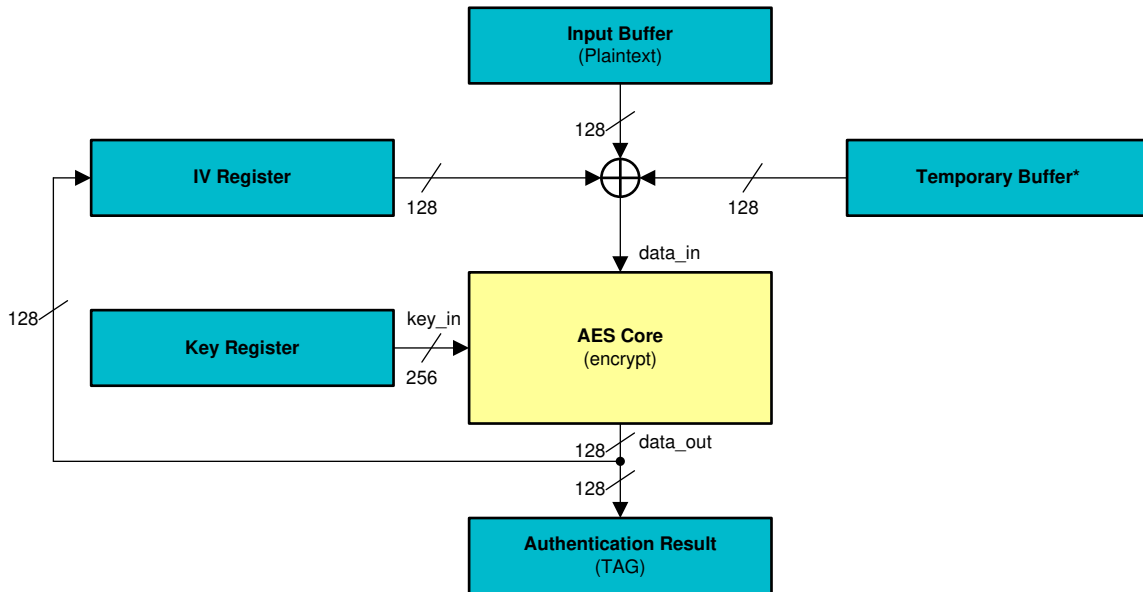 Input Buffer
(Plaintext)
128
IV Register
128
Temporary Buffer*
128
data_in
128
Key Register
key_in
256
AES Core
(encrypt)
128
data_out
128
Authentication Result
(TAG)